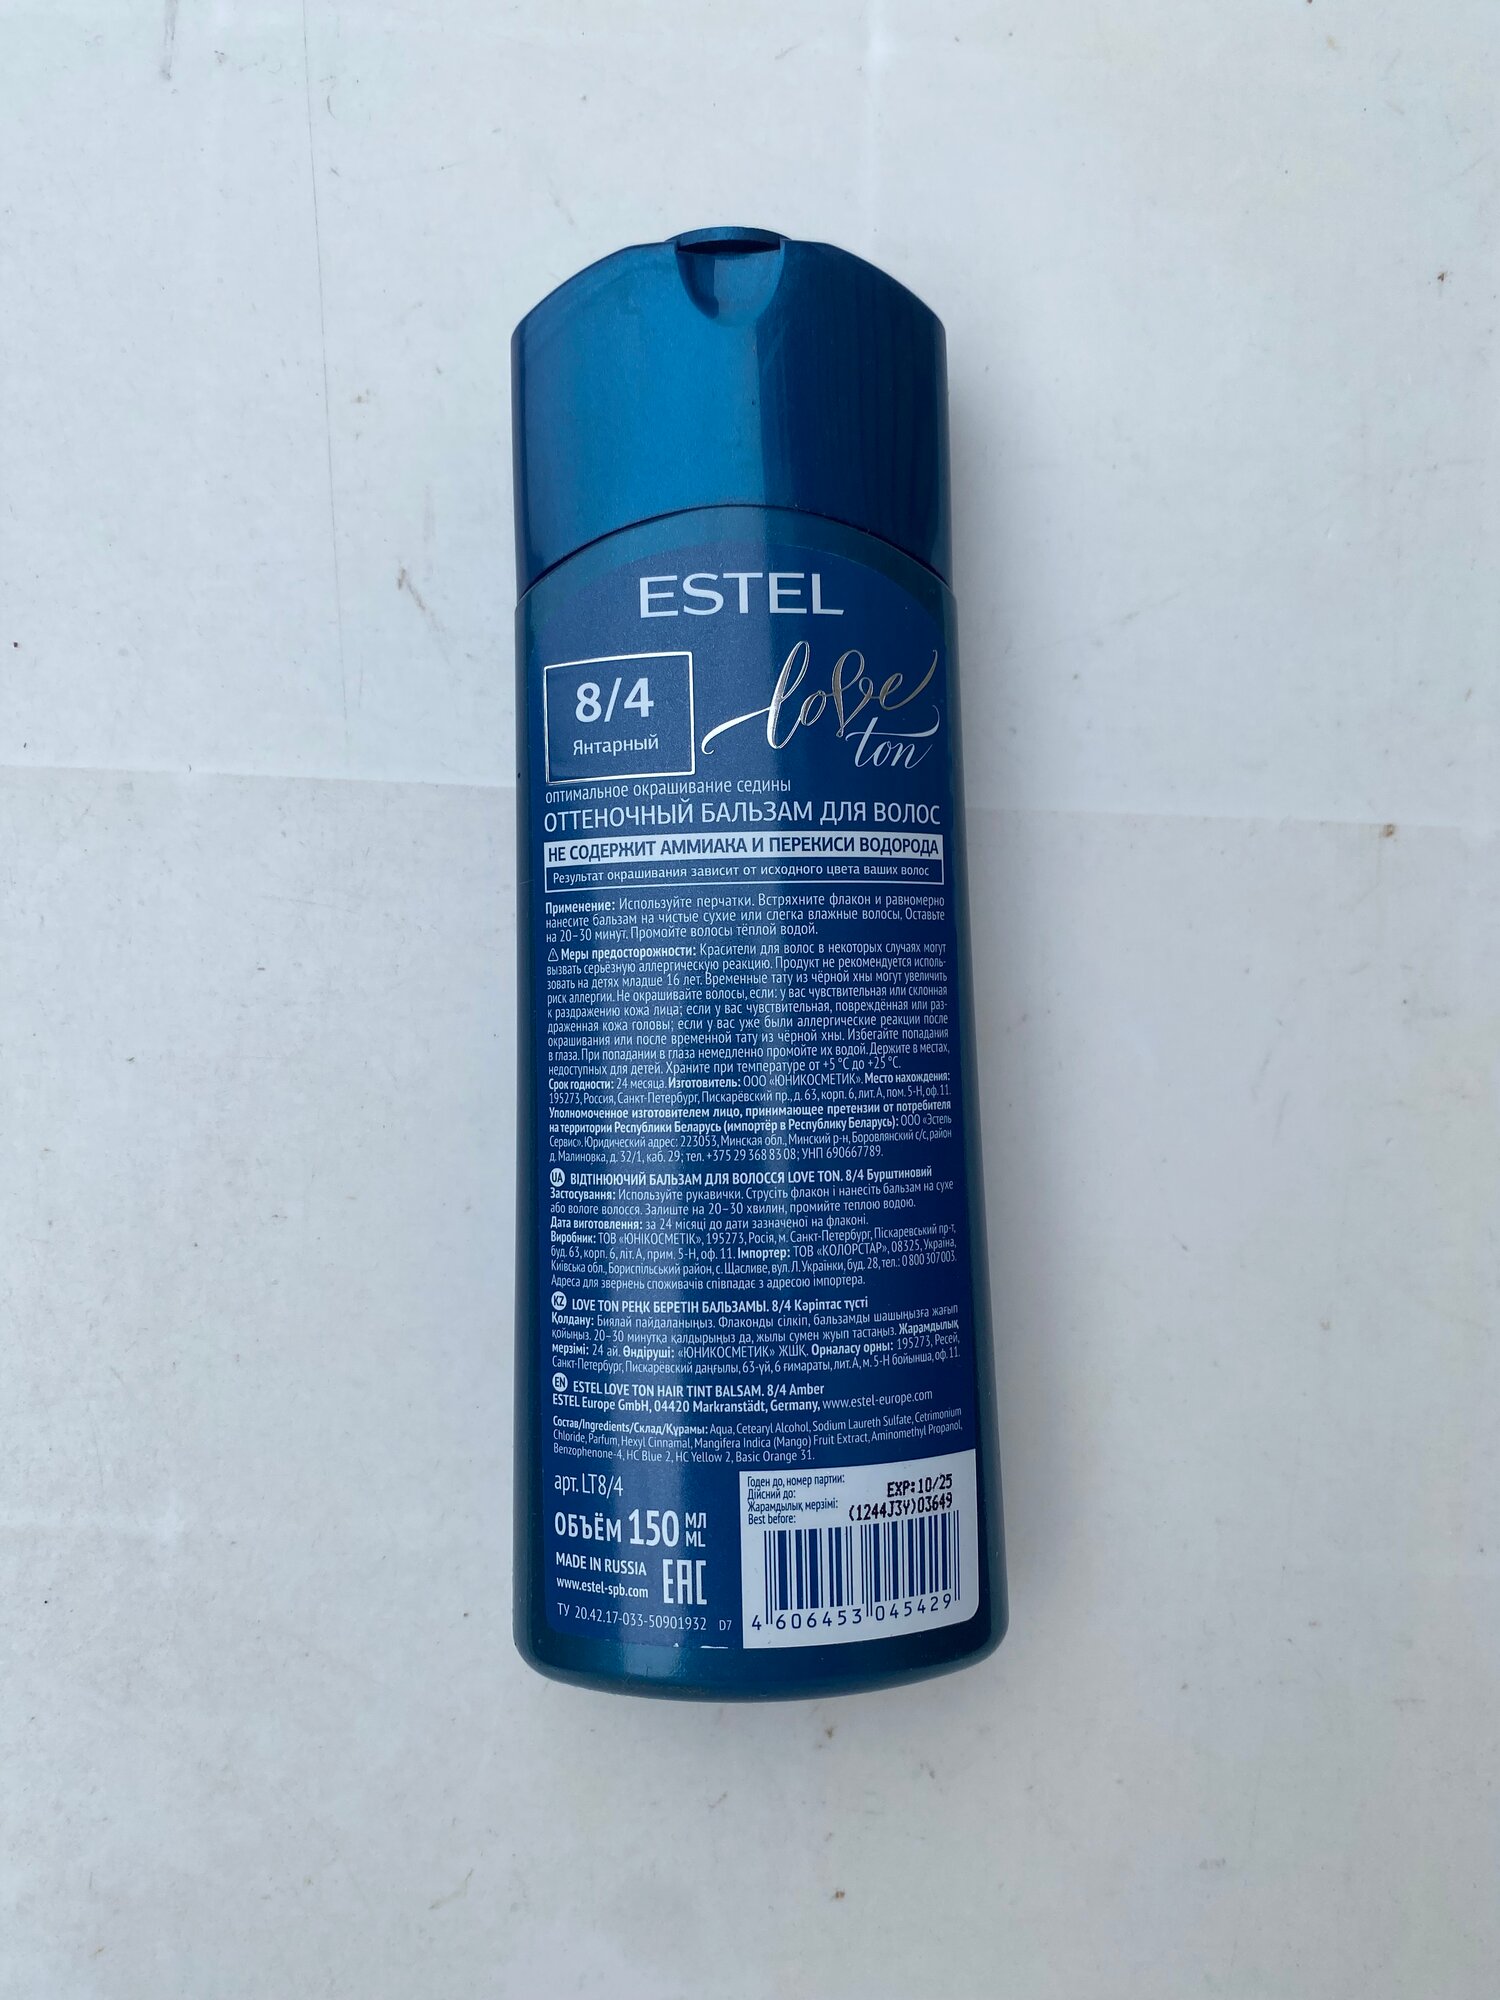 ESTEL
8/4
Янтарный
love
ton
оптимальное окрашивание седины
ОТТЕНОЧНЫЙ БАЛЬЗАМ ДЛЯ ВОЛОС
НЕ СОДЕРЖИТ АММИАКА И ПЕРЕКИСИ ВОДОРОДА
Результат окрашивания зависит от исходного цвета ваших волос
Применение: Используйте перчатки. Встряхните флакон и равномерно
нанесите бальзам на чистые сухие или слегка влажные волосы. Оставьте
на 20–30 минут. Промойте волосы тёплой водой.
⚠ Меры предосторожности: Красители для волос в некоторых случаях могут
вызвать серьёзную аллергическую реакцию. Продукт не рекомендуется исполь-
зовать на детях младше 16 лет. Временные тату из чёрной хны могут увеличить
риск аллергии. Не окрашивайте волосы, если: у вас чувствительная или склонная
к раздражению кожа лица; если у вас чувствительная, повреждённая или раз-
драженная кожа головы; если у вас уже были аллергические реакции после
окрашивания или после временной тату из чёрной хны. Избегайте попадания
в глаза. При попадании в глаза немедленно промойте их водой. Держите в местах,
недоступных для детей. Храните при температуре от +5 °С до +25 °С.
Срок годности: 24 месяца. Изготовитель: ООО «ЮНИКОСМЕТИК». Место нахождения:
195273, Россия, Санкт-Петербург, Пискарёвский пр., д. 63, корп. 6, лит. А, пом. 5-Н, оф. 11.
Уполномоченное изготовителем лицо, принимающее претензии от потребителя
на территории Республики Беларусь (импортёр в Республику Беларусь): ООО «Эстель
Сервис». Юридический адрес: 223053, Минская обл., Минский р-н, Боровлянский с/с, район
д. Малиновка, д. 32/1, каб. 29; тел. +375 29 368 83 08; УНП 690667789.
UA ВІДТІНЮЮЧИЙ БАЛЬЗАМ ДЛЯ ВОЛОССЯ LOVE TON. 8/4 Бурштиновий
Застосування: Используйте рукавички. Струсіть флакон і нанесіть бальзам на сухе
або вологе волосся. Залиште на 20–30 хвилин, промийте теплою водою.
Дата виготовлення: за 24 місяці до дати зазначеної на флаконі.
Виробник: ТОВ «ЮНІКОСМЕТІК», 195273, Росія, м. Санкт-Петербург, Піскаревський пр-т,
буд. 63, корп. 6, літ. А, прим. 5-Н, оф. 11. Імпортер: ТОВ «КОЛОРСТАР», 08325, Україна,
Київська обл., Бориспільський район, с. Щасливе, вул. Л. Українки, буд. 28, тел.: 0 800 307 003.
Адреса для звернень споживачів співпадає з адресою імпортера.
KZ LOVE TON РЕҢК БЕРЕТІН БАЛЬЗАМЫ. 8/4 Кәріптас түсті
Қолдану: Биялай пайдаланыңыз. Флаконды сілкіп, бальзамды шашыңызға жағып
қойыңыз. 20–30 минутқа қалдырыңыз да, жылы сумен жуып тастаңыз. Жарамдылық
мерзімі: 24 ай. Өндіруші: «ЮНИКОСМЕТИК» ЖШҚ. Орналасу орны: 195273, Ресей,
Санкт-Петербург, Пискарёвский даңғылы, 63-үй, 6 ғимараты, лит. А, м. 5-Н бойынша, оф. 11.
EN ESTEL LOVE TON HAIR TINT BALSAM. 8/4 Amber
ESTEL Europe GmbH, 04420 Markranstädt, Germany, www.estel-europe.com
Состав/Ingredients/Склад/Құрамы: Aqua, Cetearyl Alcohol, Sodium Laureth Sulfate, Cetrimonium
Chloride, Parfum, Hexyl Cinnamal, Mangifera Indica (Mango) Fruit Extract, Aminomethyl Propanol,
Benzophenone-4, HC Blue 2, HC Yellow 2, Basic Orange 31.
арт. LT8/4
ОБЪЁМ 150 МЛ
ML
MADE IN RUSSIA
www.estel-spb.com
EAC
ТУ 20.42.17-033-50901932 D7
Годен до, номер партии:
Дійсний до:
Жарамдылық мерзімі:
Best before:
EXP:10/25
(1244J3Y)03649
4 606453 045429